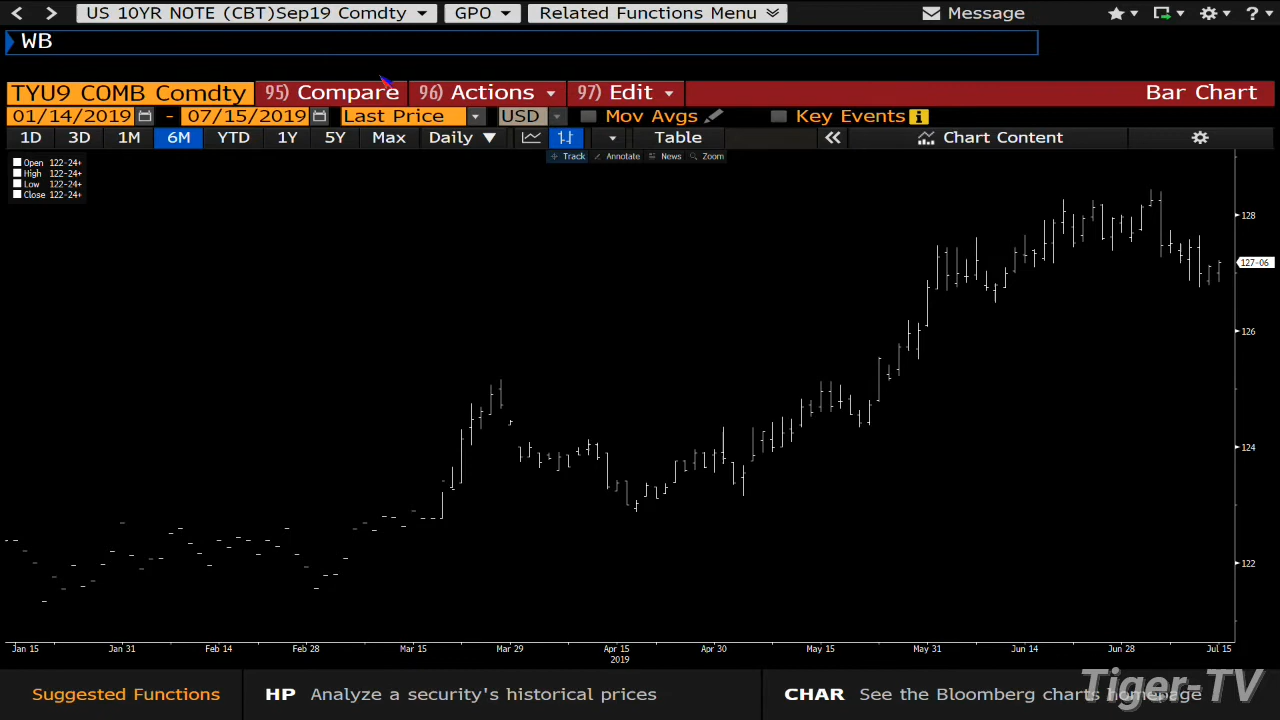 US 10YR NOTE (CBT)Sep19 Comdty GPO Related Functions Menu Message ?
WB
TYU9 COMB Comdty 95) Compare 96) Actions 97) Edit Bar Chart
01/14/2019 - 07/15/2019 Last Price USD Mov Avgs Key Events
1D 3D 1M 6M YTD 1Y 5Y Max Daily Table Chart Content
Track Annotate News Zoom
Open 122-24+
High 122-24+
Low 122-24+
Close 122-24+
128
127-06
126
124
122
Jan 15 Jan 31 Feb 14 Feb 28 Mar 15 Mar 29 Apr 15 Apr 30 May 15 May 31 Jun 14 Jun 28 Jul 15
2019
Suggested Functions HP Analyze a security's historical prices CHAR See the Bloomberg charts homepage
Tiger-TV